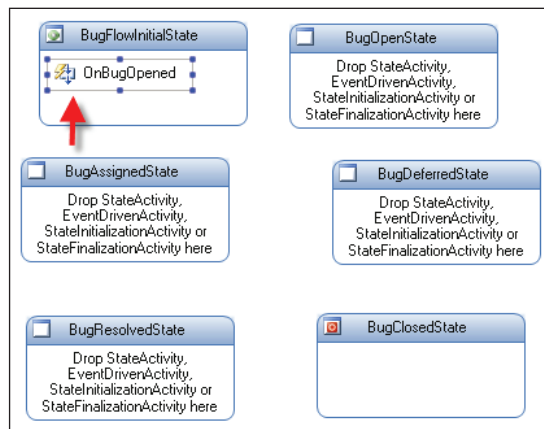 BugFlowInitialState
OnBugOpened
BugOpenState
Drop StateActivity,
EventDrivenActivity,
StateInitializationActivity or
StateFinalizationActivity here
BugAssignedState
Drop StateActivity,
EventDrivenActivity,
StateInitializationActivity or
StateFinalizationActivity here
BugDeferredState
Drop StateActivity,
EventDrivenActivity,
StateInitializationActivity or
StateFinalizationActivity here
BugResolvedState
Drop StateActivity,
EventDrivenActivity,
StateInitializationActivity or
StateFinalizationActivity here
BugClosedState